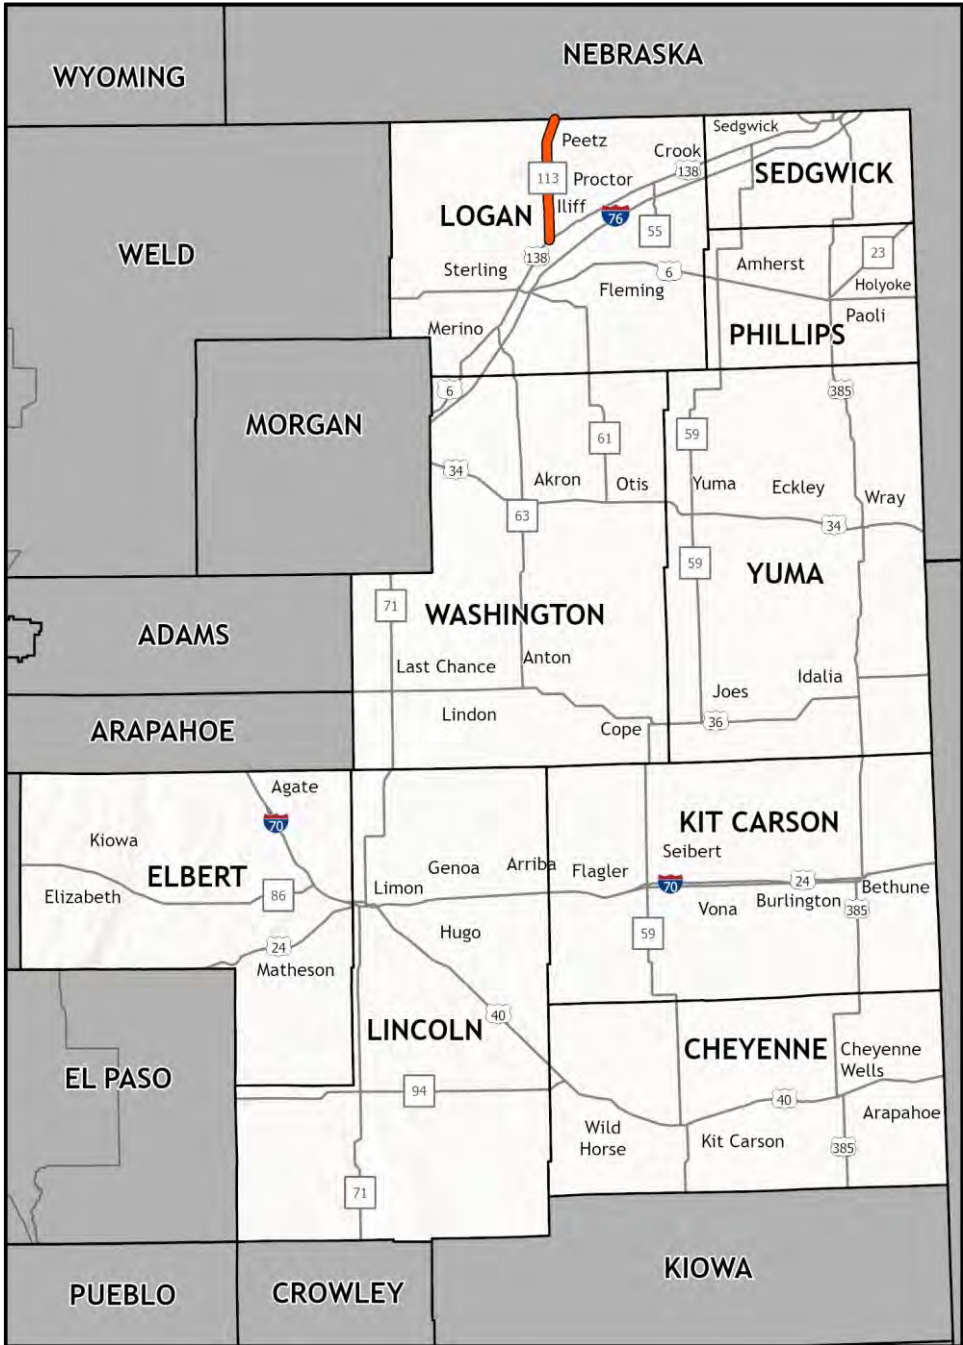 NEBRASKA
WYOMING
Sedgwick
Peetz
Crook
138
SEDGWICK
113
Proctor
Iliff
LOGAN
76
55
WELD
138
23
Sterling
6
Amherst
Fleming
Holyoke
Paoli
Merino
PHILLIPS
6
385
MORGAN
61
59
34
Akron
Otis
Yuma
Eckley
Wray
63
34
59
YUMA
71
WASHINGTON
ADAMS
Last Chance
Anton
Idalia
Joes
Lindon
Cope
36
ARAPAHOE
Agate
70
KIT CARSON
Kiowa
Seibert
ELBERT
Genoa
Arriba
Flagler
Elizabeth
86
Limon
70
24
Bethune
Vona
Burlington
385
Hugo
59
24
Matheson
40
LINCOLN
CHEYENNE
Cheyenne
Wells
EL PASO
94
40
Arapahoe
Wild
Horse
Kit Carson
385
71
KIOWA
PUEBLO
CROWLEY